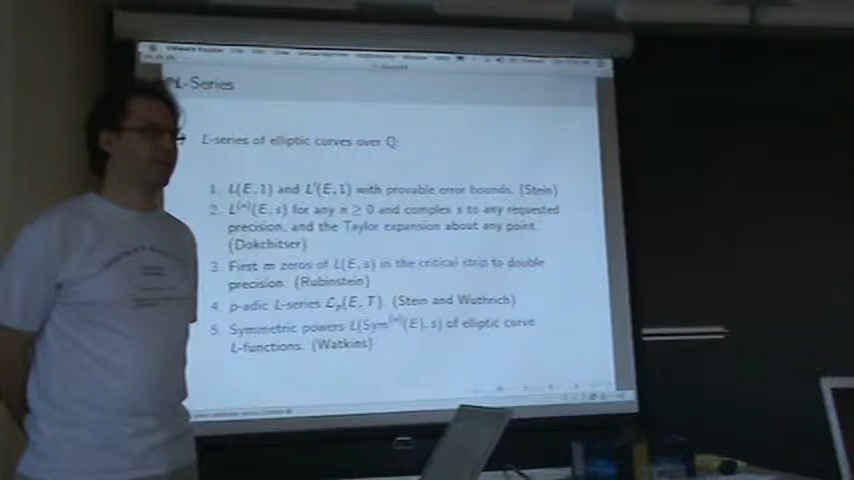 L-Series
L-series of elliptic curves over Q:
1. L(E, 1) and L′(E, 1) with provable error bounds. (Stein)
2. L⁽ⁿ⁾(E, s) for any n ≥ 0 and complex s to any requested
precision, and the Taylor expansion about any point.
(Dokchitser)
3. First m zeros of L(E, s) in the critical strip to double
precision. (Rubinstein)
4. p-adic L-series ℒₚ(E, T). (Stein and Wuthrich)
5. Symmetric powers L(Sym⁽ⁿ⁾(E), s) of elliptic curve
L-functions. (Watkins)